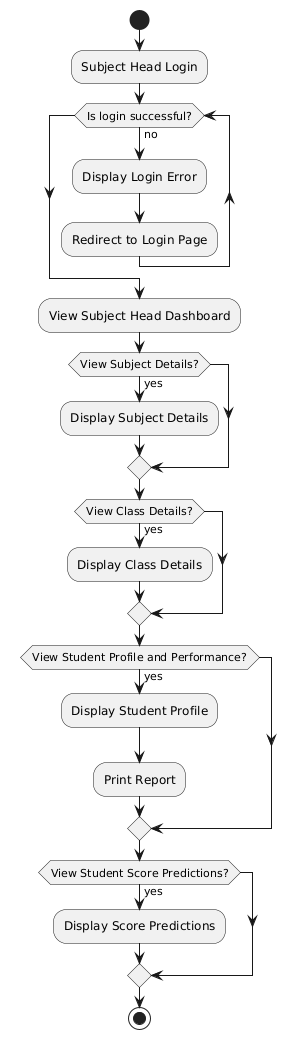 Subject Head Login
Is login successful?
no
Display Login Error
Redirect to Login Page
View Subject Head Dashboard
View Subject Details?
yes
Display Subject Details
View Class Details?
yes
Display Class Details
View Student Profile and Performance?
yes
Display Student Profile
Print Report
View Student Score Predictions?
yes
Display Score Predictions